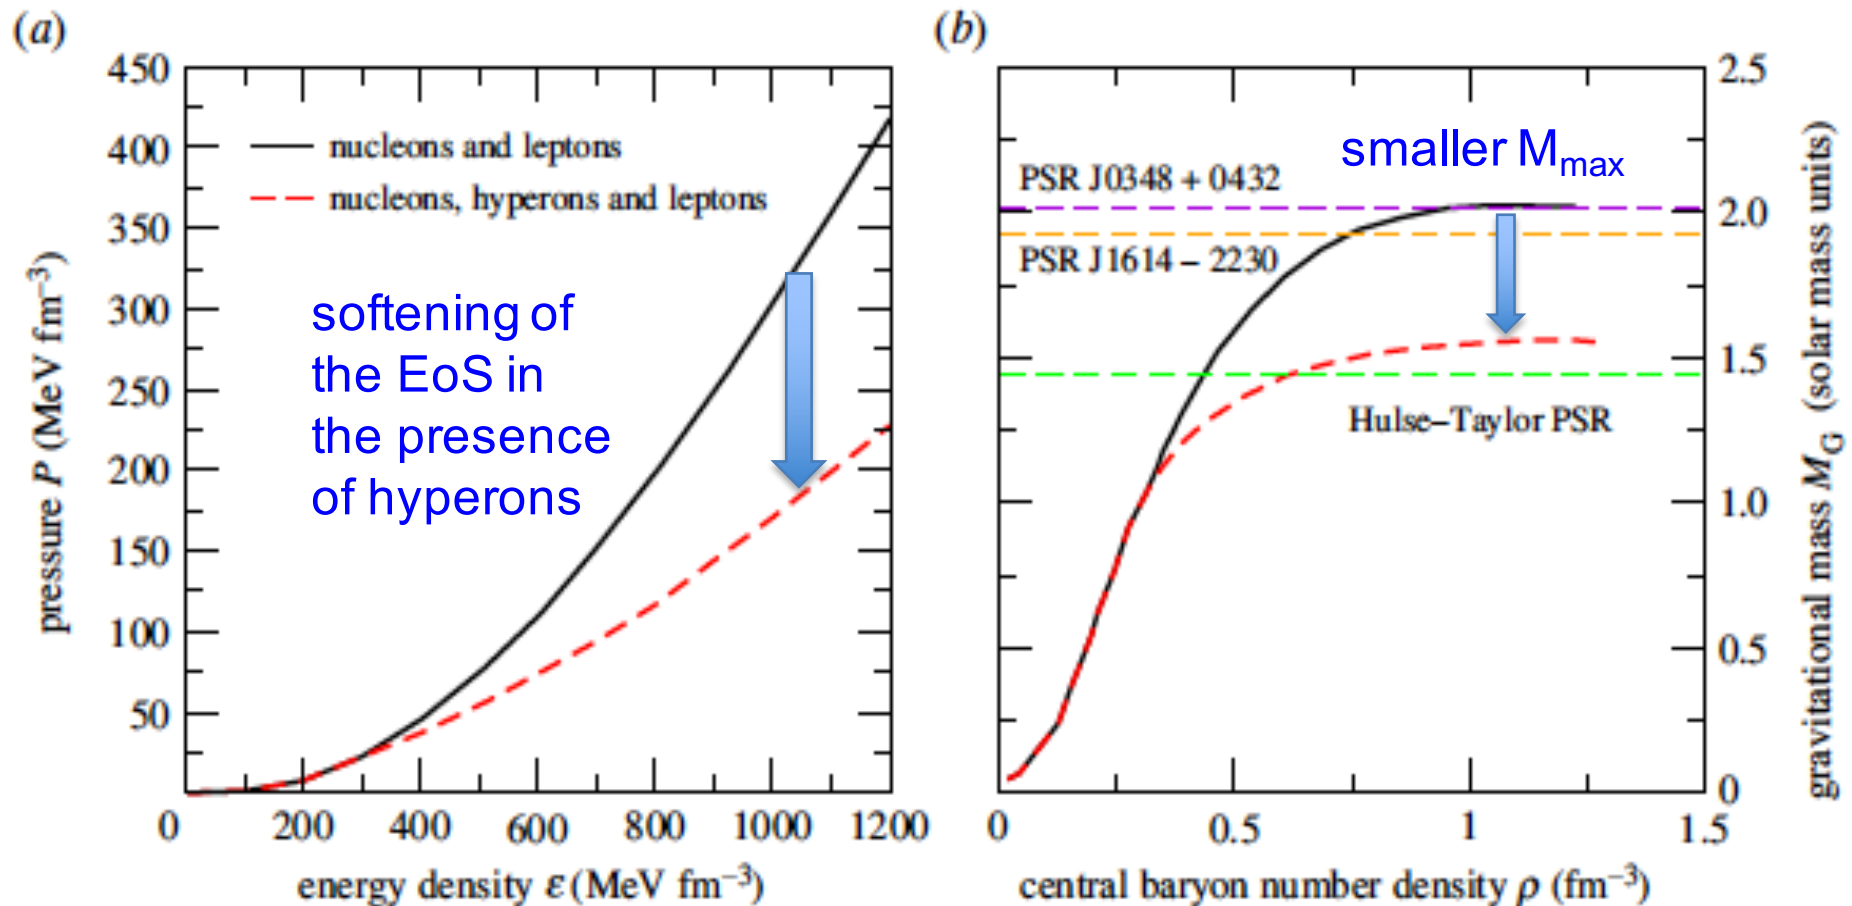 (a)
450
400
350
300
250
200
150
100
50
pressure P (MeV fm⁻³)
nucleons and leptons
nucleons, hyperons and leptons
softening of
the EoS in
the presence
of hyperons
0 200 400 600 800 1000 1200
energy density ε (MeV fm⁻³)
(b)
smaller Mmax
PSR J0348 + 0432
PSR J1614 – 2230
Hulse–Taylor PSR
2.5
2.0
1.5
1.0
0.5
0
gravitational mass MG (solar mass units)
0 0.5 1 1.5
central baryon number density ρ (fm⁻³)